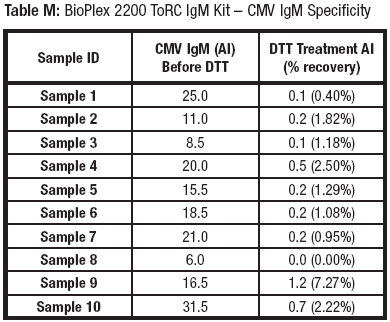 Table M: BioPlex 2200 ToRC IgM Kit – CMV IgM Specificity
Sample ID CMV IgM (AI) Before DTT DTT Treatment AI (% recovery)
Sample 1 25.0 0.1 (0.40%)
Sample 2 11.0 0.2 (1.82%)
Sample 3 8.5 0.1 (1.18%)
Sample 4 20.0 0.5 (2.50%)
Sample 5 15.5 0.2 (1.29%)
Sample 6 18.5 0.2 (1.08%)
Sample 7 21.0 0.2 (0.95%)
Sample 8 6.0 0.0 (0.00%)
Sample 9 16.5 1.2 (7.27%)
Sample 10 31.5 0.7 (2.22%)